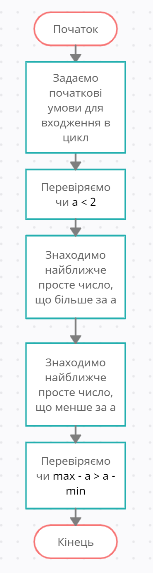 Початок
Задаємо
початкові
умови для
входження в
цикл
Перевіряємо
чи a < 2
Знаходимо
найближче
просте число,
що більше за a
Знаходимо
найближче
просте число,
що менше за a
Перевіряємо
чи max - a > a -
min
Кінець